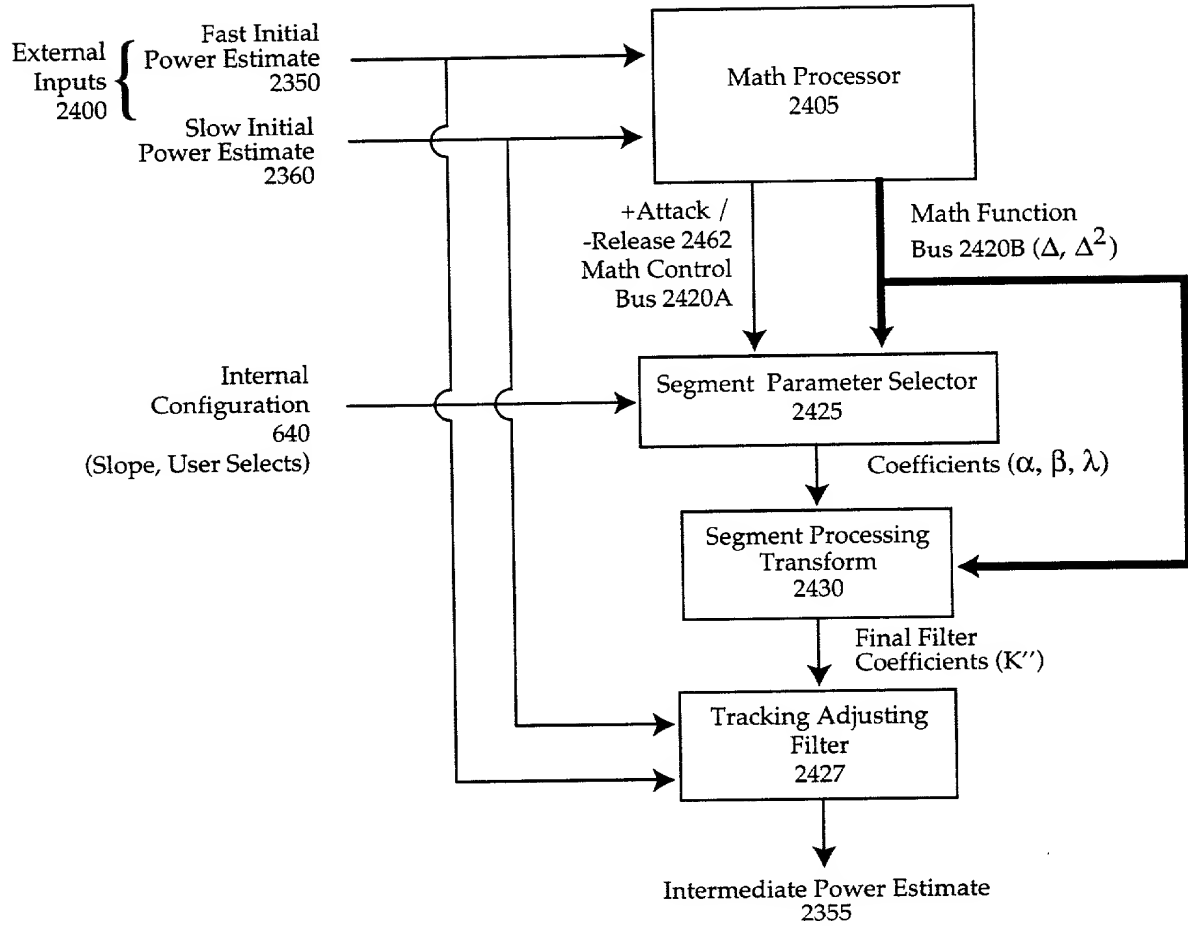 External
Inputs
2400
Fast Initial
Power Estimate
2350
Slow Initial
Power Estimate
2360
Math Processor
2405
+Attack /
-Release 2462
Math Control
Bus 2420A
Math Function
Bus 2420B (Δ, Δ²)
Internal
Configuration
640
(Slope, User Selects)
Segment Parameter Selector
2425
Coefficients (α, β, λ)
Segment Processing
Transform
2430
Final Filter
Coefficients (K′′)
Tracking Adjusting
Filter
2427
Intermediate Power Estimate
2355